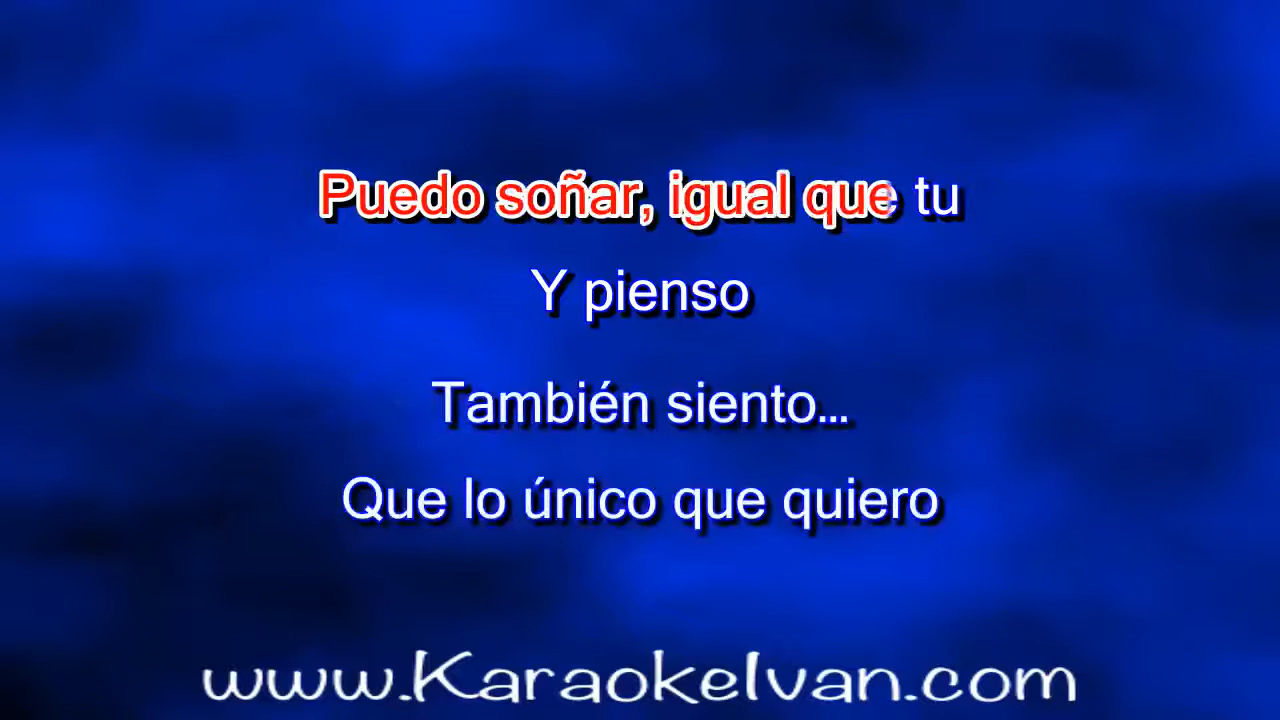 Puedo soñar, igual que tu
Y pienso
También siento...
Que lo único que quiero
www.KaraokeIvan.com